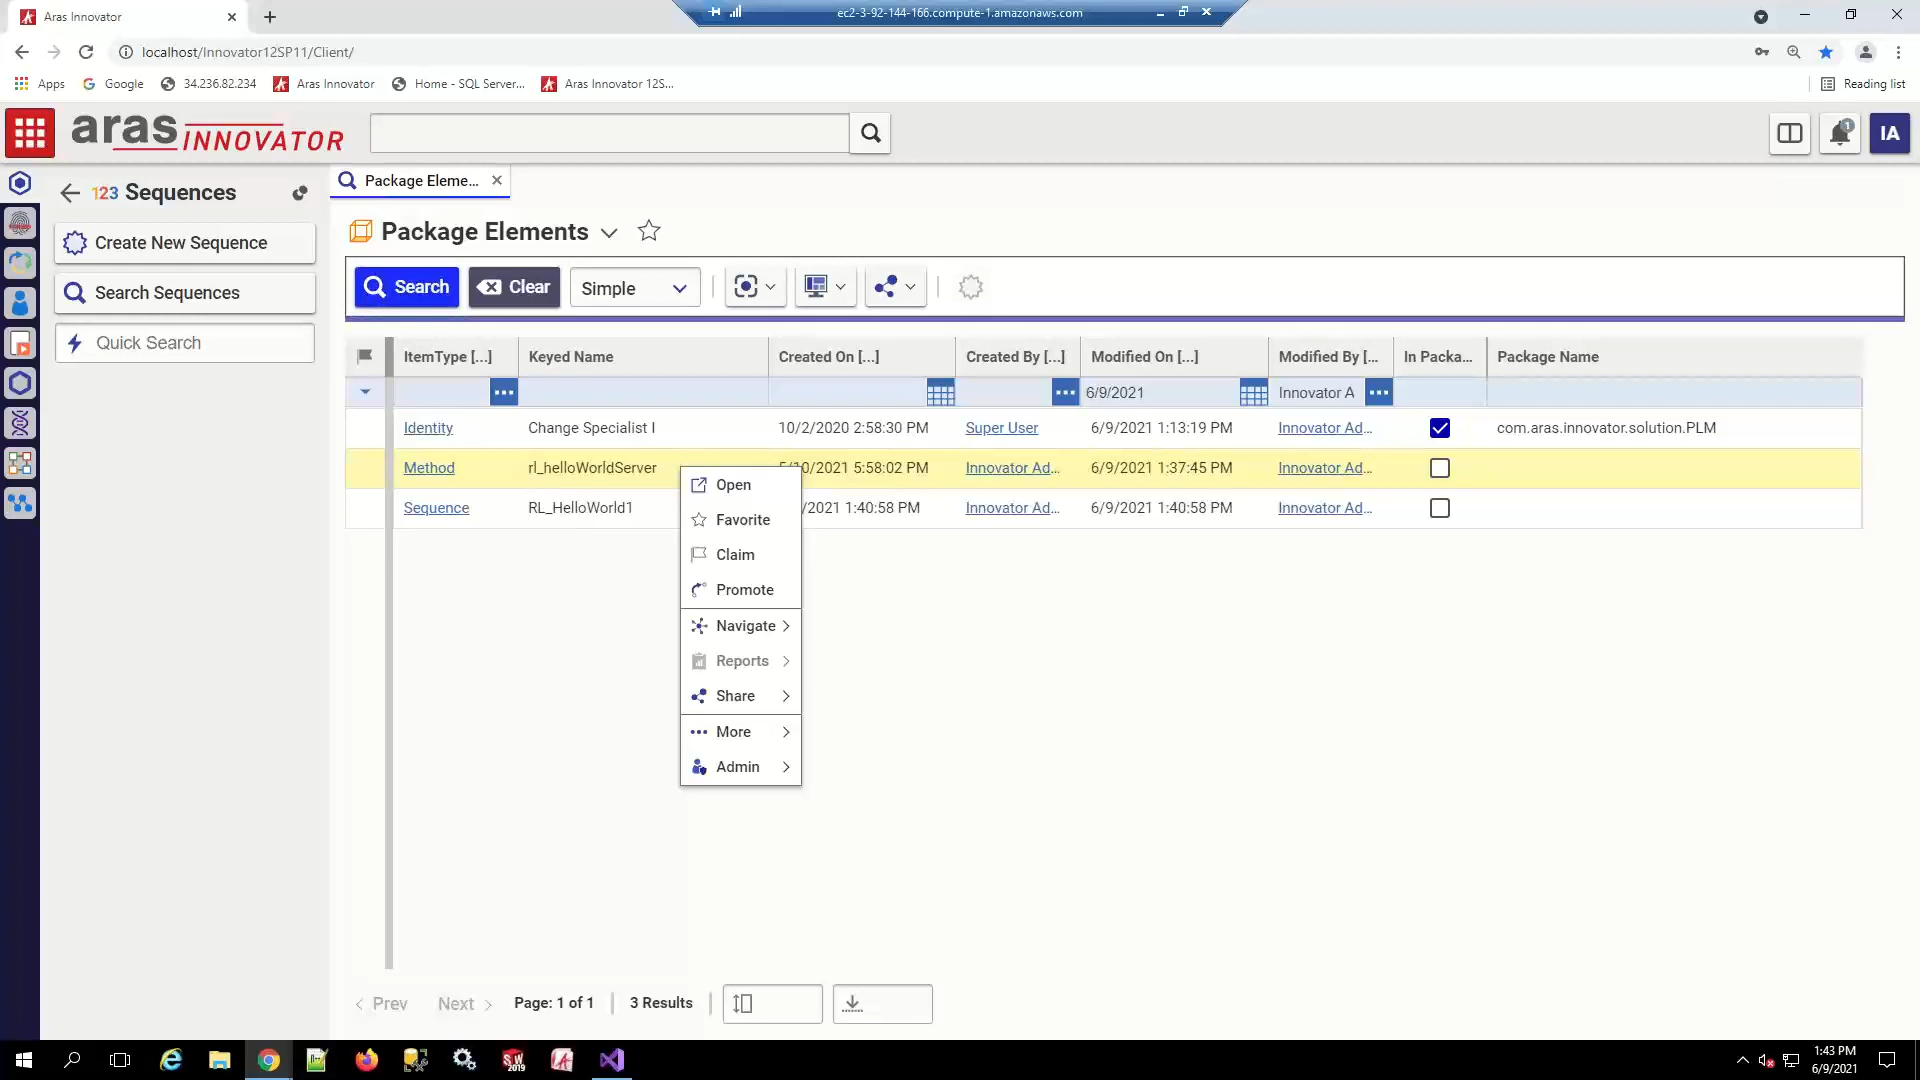 Aras Innovator
ec2-3-92-144-166.compute-1.amazonaws.com
localhost/Innovator12SP11/Client/
Apps
Google
34.236.82.234
Aras Innovator
Home - SQL Server...
Aras Innovator 12S...
Reading list
aras INNOVATOR
1
IA
123 Sequences
Package Eleme...
Create New Sequence
Search Sequences
Quick Search
Package Elements
Search
Clear
Simple
ItemType [...] Keyed Name Created On [...] Created By [...] Modified On [...] Modified By [... In Packa... Package Name
6/9/2021 Innovator A
Identity Change Specialist I 10/2/2020 2:58:30 PM Super User 6/9/2021 1:13:19 PM Innovator Ad... com.aras.innovator.solution.PLM
Method rl_helloWorldServer 5/10/2021 5:58:02 PM Innovator Ad... 6/9/2021 1:37:45 PM Innovator Ad...
Sequence RL_HelloWorld1 /2021 1:40:58 PM Innovator Ad... 6/9/2021 1:40:58 PM Innovator Ad...
Open
Favorite
Claim
Promote
Navigate
Reports
Share
More
Admin
Prev Next Page: 1 of 1 3 Results
SW 2019
1:43 PM
6/9/2021